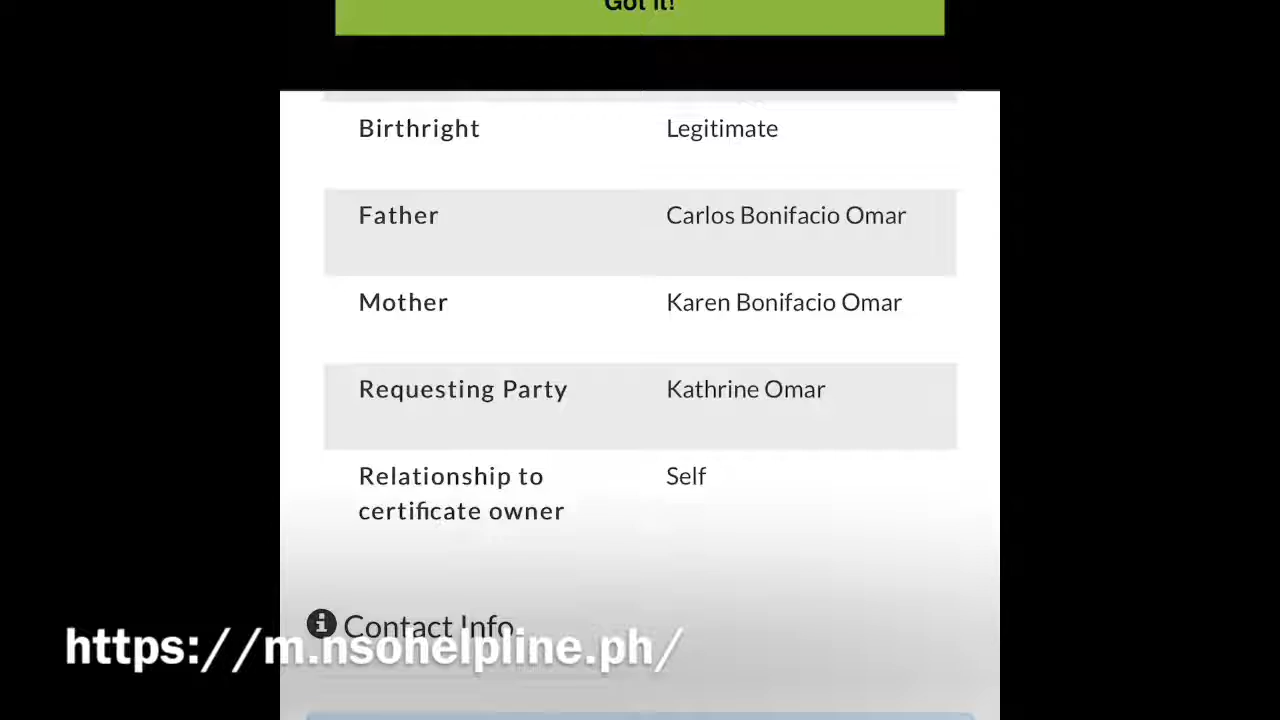 Got it!
Birthright Legitimate
Father Carlos Bonifacio Omar
Mother Karen Bonifacio Omar
Requesting Party Kathrine Omar
Relationship to Self
certificate owner
Contact Info
https://m.nsohelpline.ph/